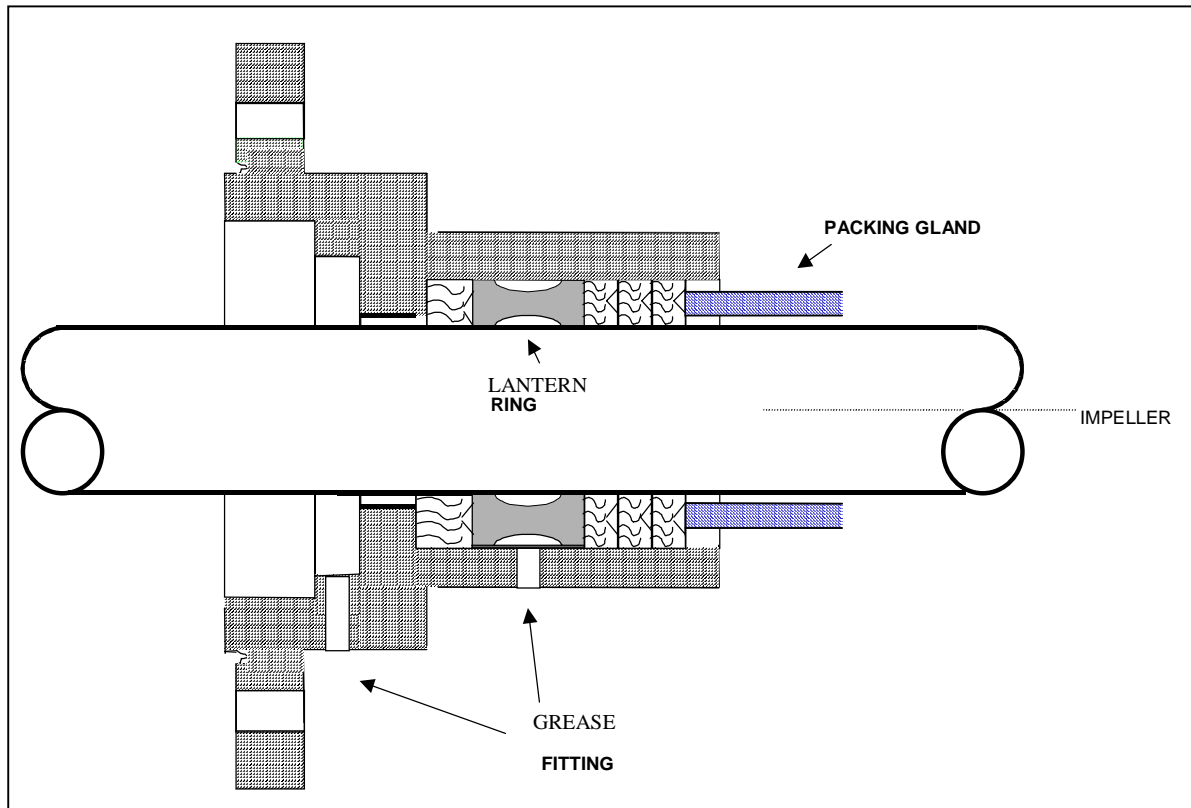 PACKING GLAND
LANTERN
RING
IMPELLER
GREASE
FITTING